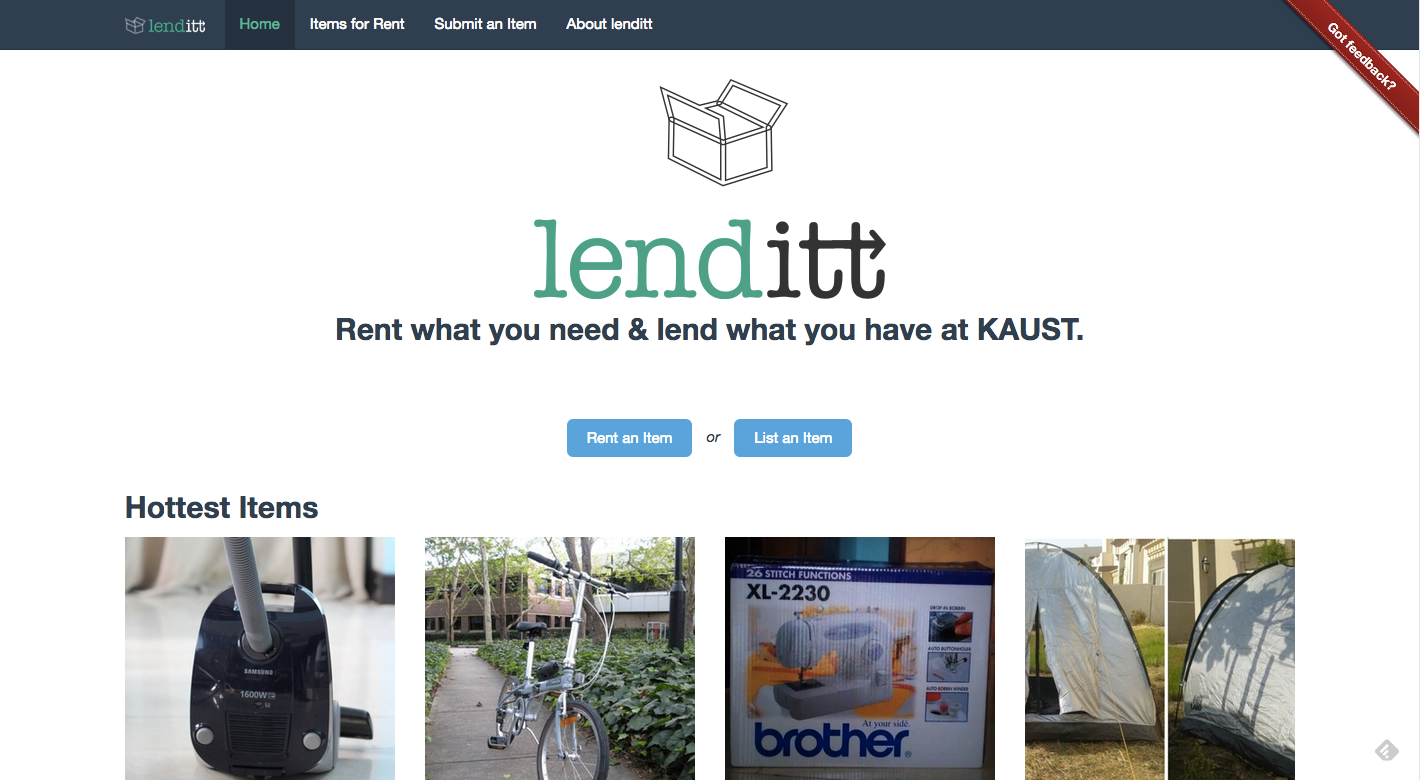 lenditt
Home
Items for Rent
Submit an Item
About lenditt
Got feedback?
lenditt
Rent what you need & lend what you have at KAUST.
Rent an Item
or
List an Item
Hottest Items
SAMSUNG
1600W
26 STITCH FUNCTIONS
XL-2230
DROP-IN BOBBIN
AUTO BUTTONHOLER
AUTO BOBBIN WINDER
At your side.
brother